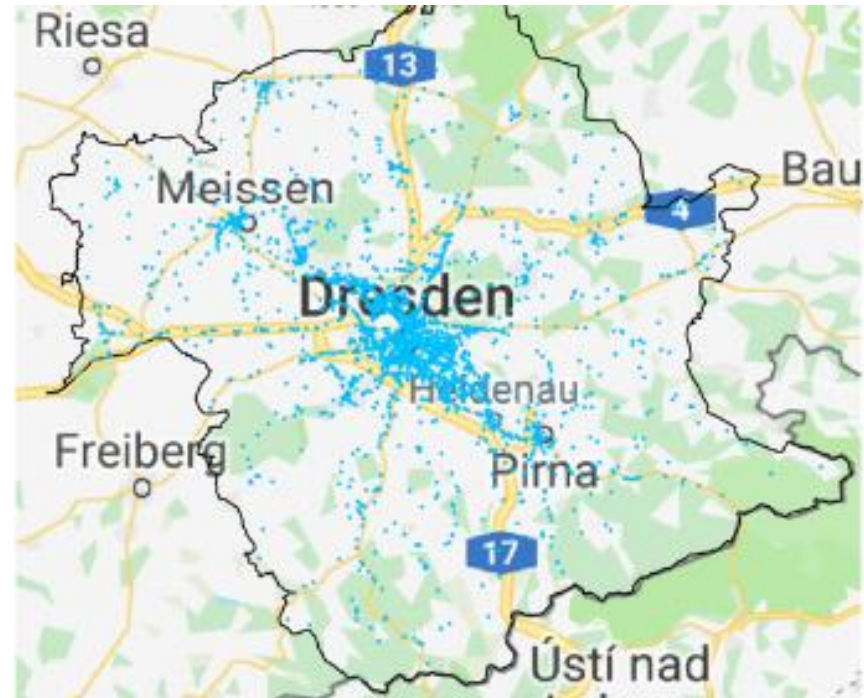 Riesa
13
Meissen
Bau
4
Dresden
Heidenau
Freiberg
Pirna
17
Ústí nad